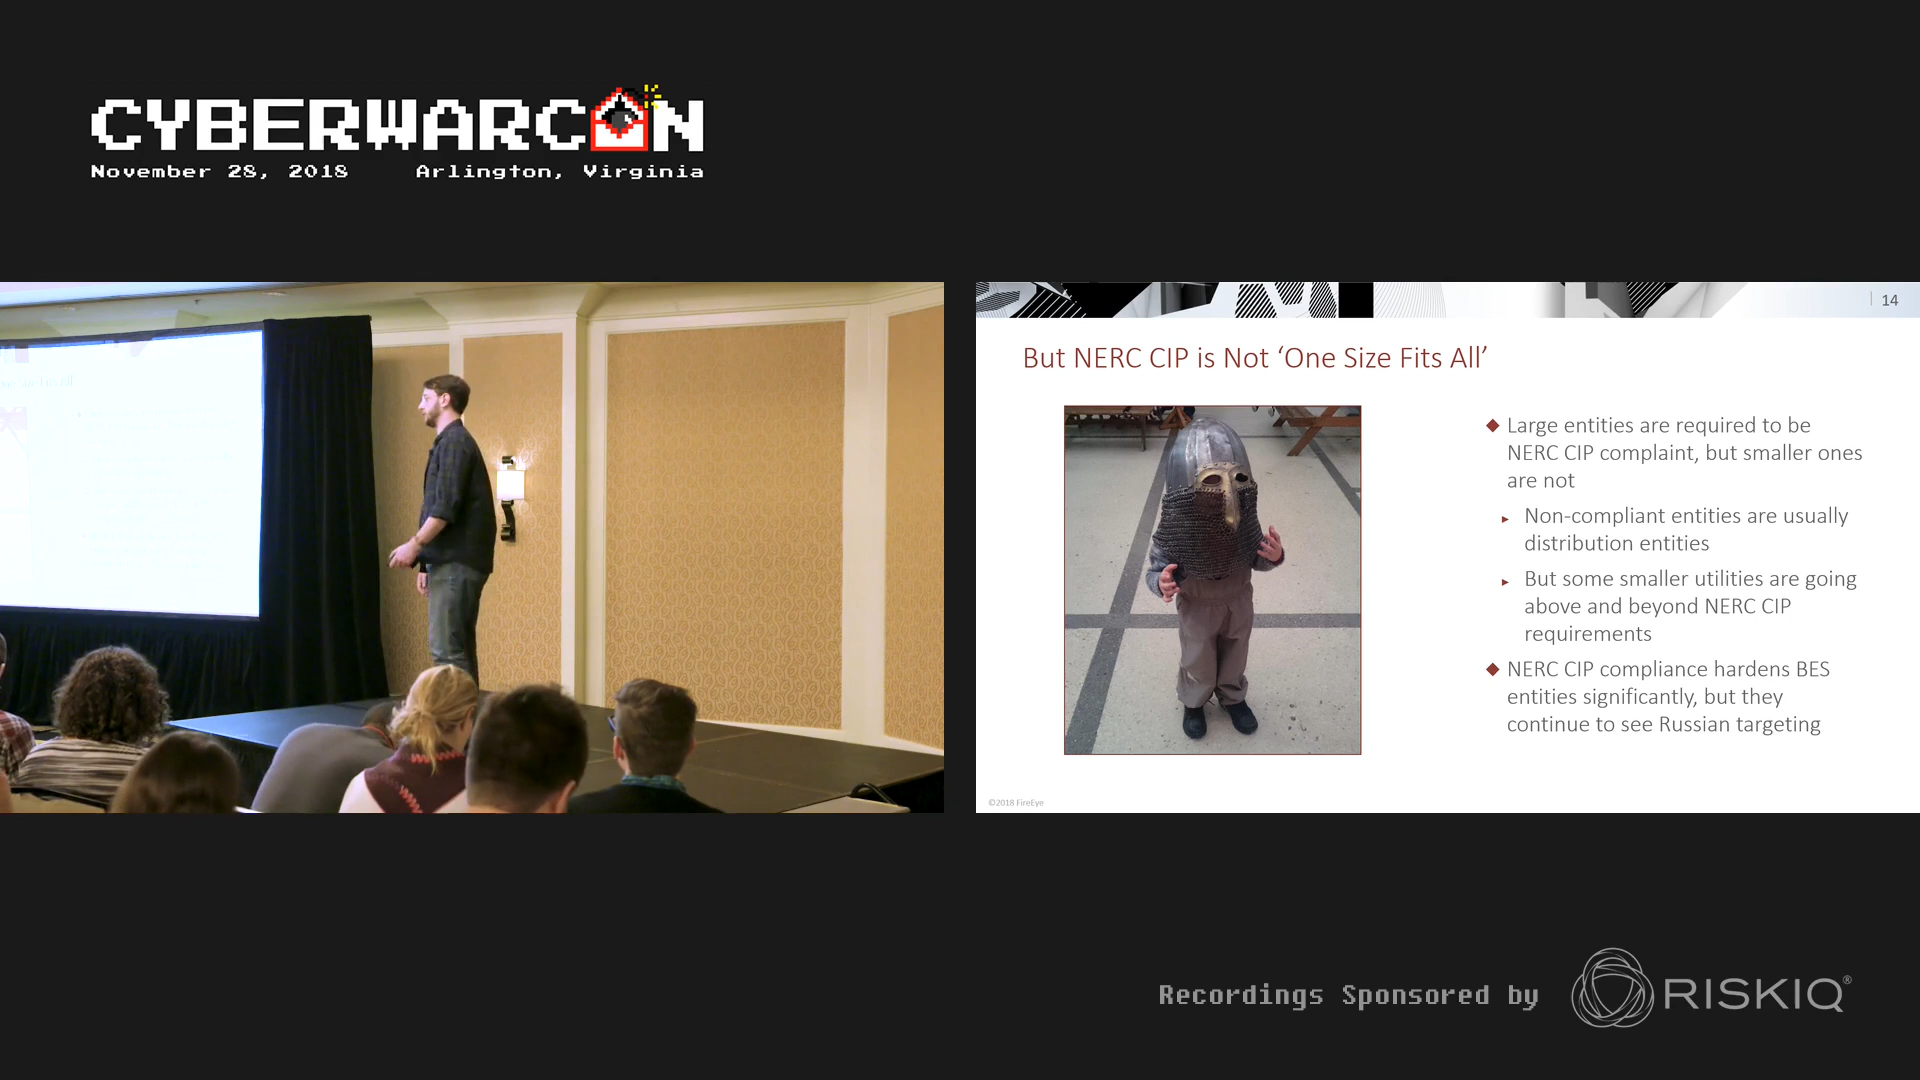 CYBERWARCON
November 28, 2018 Arlington, Virginia
14
But NERC CIP is Not ‘One Size Fits All’
Large entities are required to be
NERC CIP complaint, but smaller ones
are not
Non-compliant entities are usually
distribution entities
But some smaller utilities are going
above and beyond NERC CIP
requirements
NERC CIP compliance hardens BES
entities significantly, but they
continue to see Russian targeting
©2018 FireEye
Recordings Sponsored by
RISKIQ®